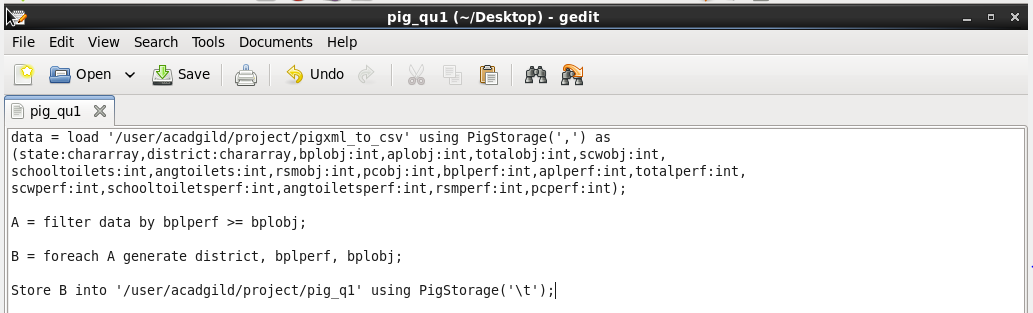 pig_qu1 (~/Desktop) - gedit
File Edit View Search Tools Documents Help
Open Save Undo
pig_qu1
data = load '/user/acadgild/project/pigxml_to_csv' using PigStorage(',') as
(state:chararray,district:chararray,bplobj:int,aplobj:int,totalobj:int,scwobj:int,
schooltoilets:int,angtoilets:int,rsmobj:int,pcobj:int,bplperf:int,aplperf:int,totalperf:int,
scwperf:int,schooltoiletsperf:int,angtoiletsperf:int,rsmperf:int,pcperf:int);
A = filter data by bplperf >= bplobj;
B = foreach A generate district, bplperf, bplobj;
Store B into '/user/acadgild/project/pig_q1' using PigStorage('\t');